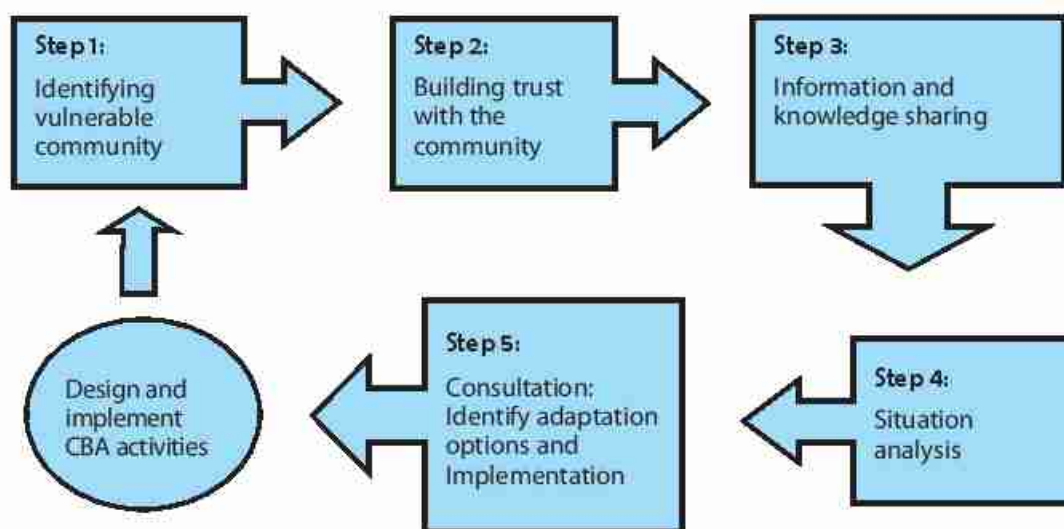 Step 1:
Identifying
vulnerable
community
Step 2:
Building trust
with the
community
Step 3:
Information and
knowledge sharing
Step 4:
Situation
analysis
Step 5:
Consultation:
Identify adaptation
options and
Implementation
Design and
implement
CBA activities